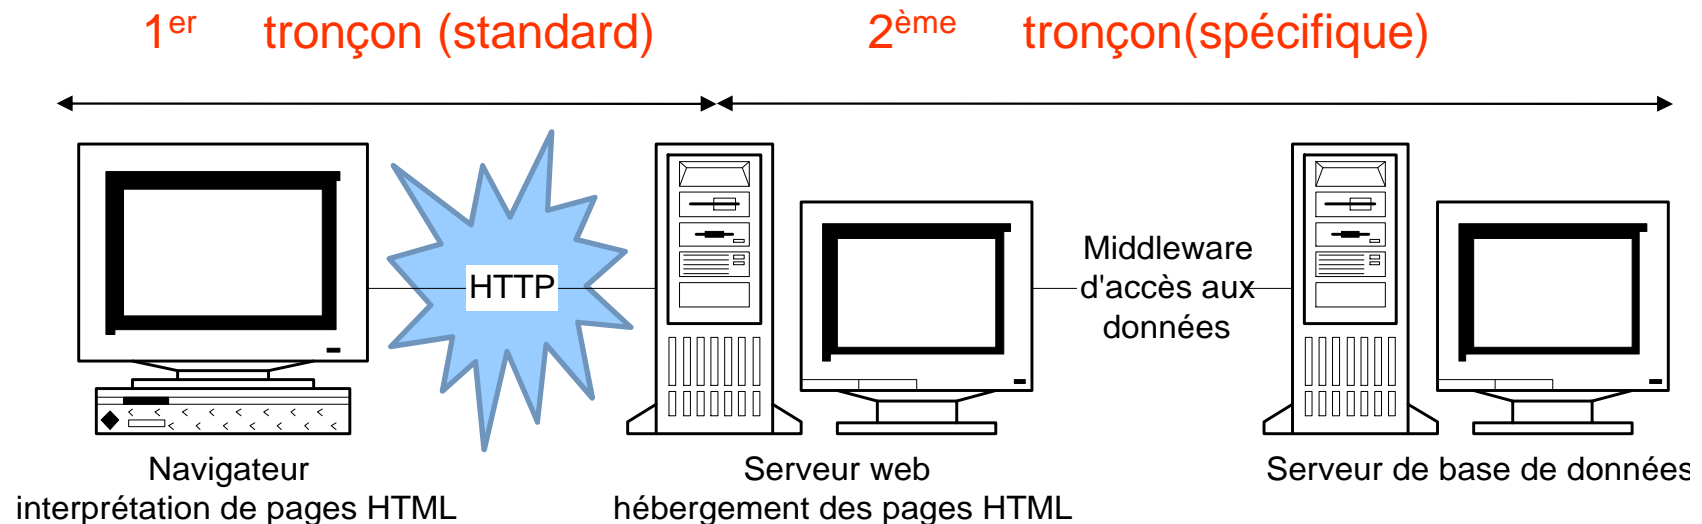 1er tronçon (standard)
2ème tronçon(spécifique)
HTTP
Middleware
d'accès aux
données
Navigateur
interprétation de pages HTML
Serveur web
hébergement des pages HTML
Serveur de base de données